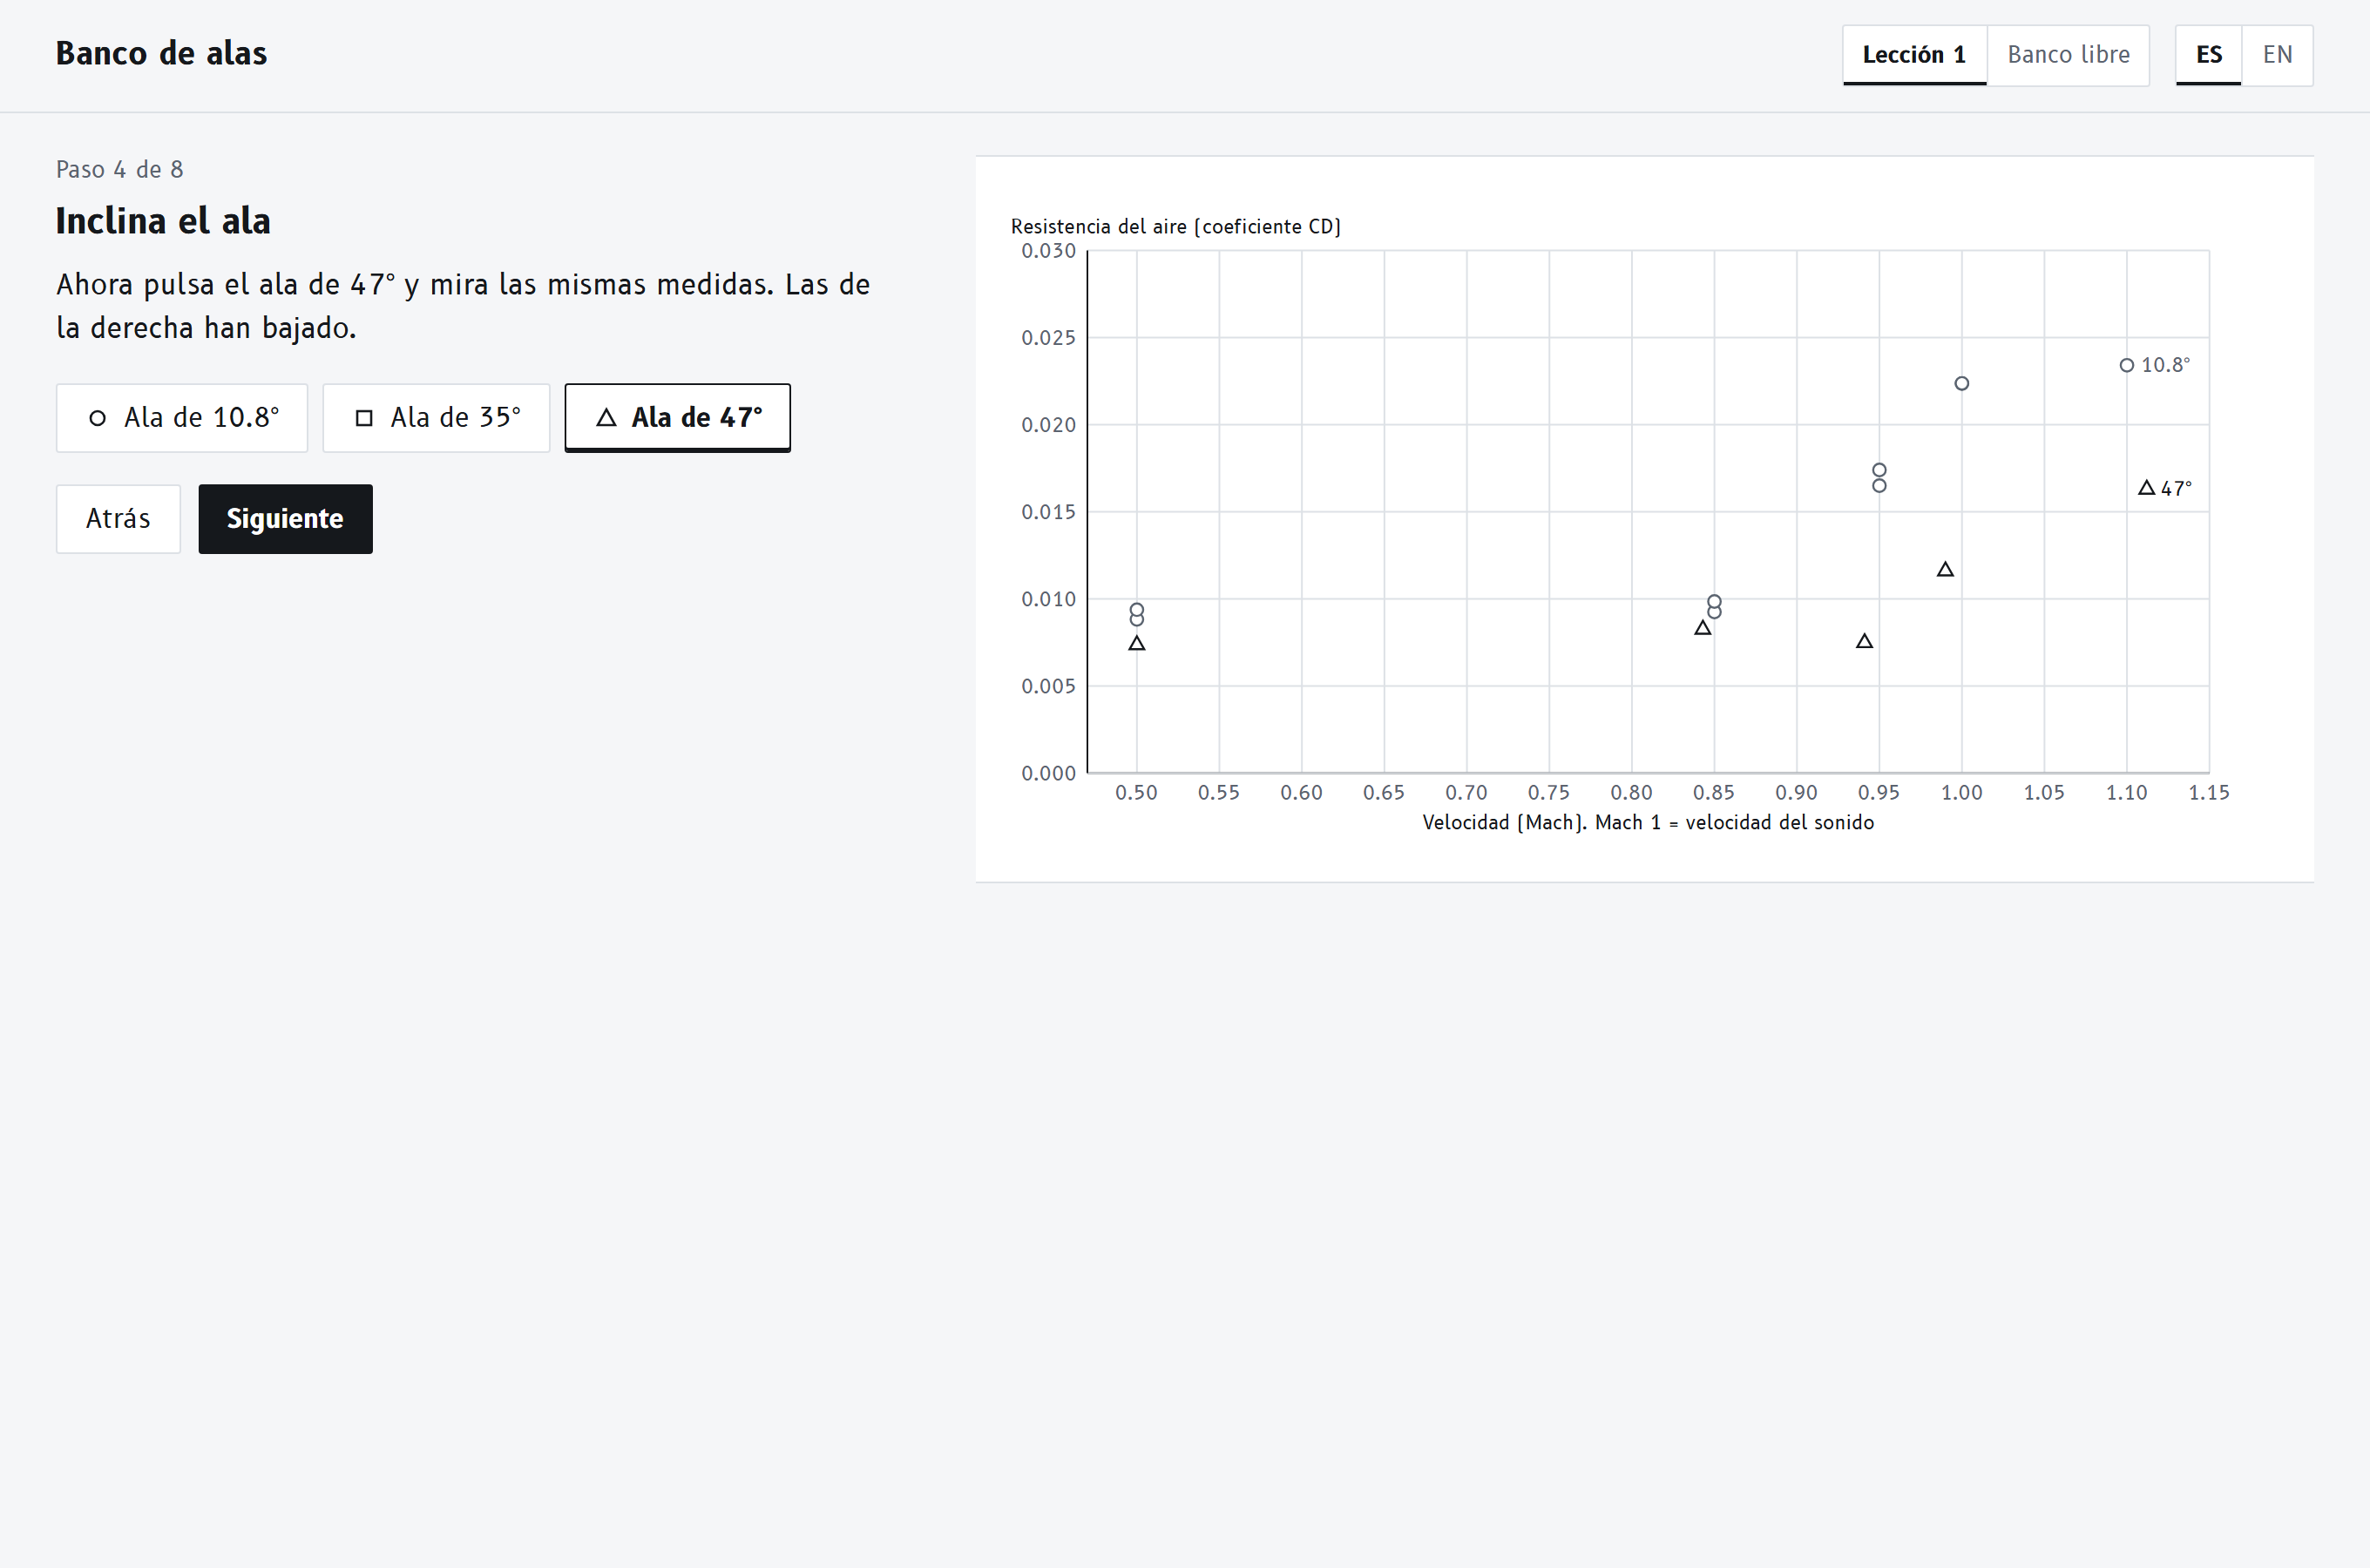 Banco de alas
Lección 1
Banco libre
ES
EN
Paso 4 de 8
Inclina el ala
Ahora pulsa el ala de 47° y mira las mismas medidas. Las de
la derecha han bajado.
Ala de 10.8°
Ala de 35°
Ala de 47°
Atrás
Siguiente
Resistencia del aire (coeficiente CD)
0.030
0.025
0.020
0.015
0.010
0.005
0.000
10.8°
47°
0.50 0.55 0.60 0.65 0.70 0.75 0.80 0.85 0.90 0.95 1.00 1.05 1.10 1.15
Velocidad (Mach). Mach 1 = velocidad del sonido